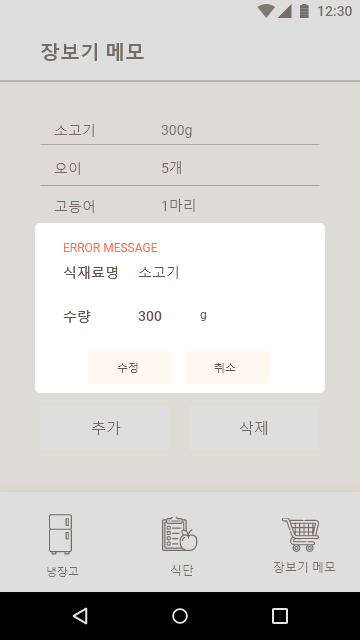 12:30
장보기 메모
소고기 300g
오이 5개
고등어 1마리
ERROR MESSAGE
식재료명 소고기
수량 300 g
수정 취소
추가 삭제
냉장고 식단 장보기 메모